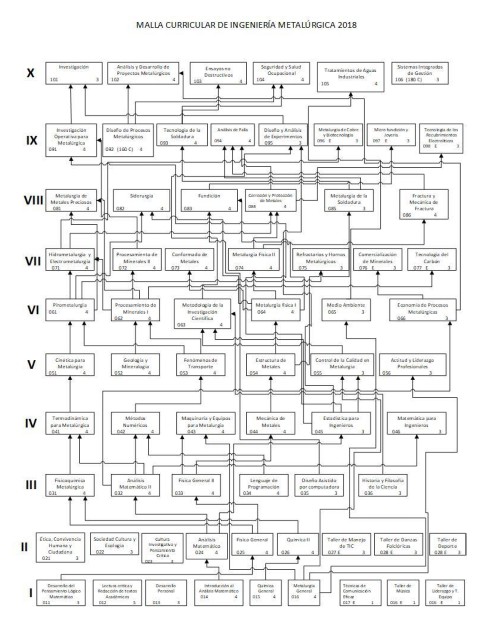 MALLA CURRICULAR DE INGENIERÍA METALÚRGICA 2018
X
Investigación
101 3
Análisis y Desarrollo de
Proyectos Metalúrgicos
102 4
Ensayos no
Destructivos
103 4
Seguridad y Salud
Ocupacional
104 4
Tratamientos de Aguas
Industriales
105 4
Sistemas Integrados
de Gestión
106 (180 C) 3
IX
Investigación
Operativa para
Metalúrgica
091 4
Diseño de Procesos
Metalúrgicos
092 (160 C) 4
Tecnología de la
Soldadura
093 4
Análisis de Falla
094 4
Diseño y Análisis
de Experimentos
095 3
Metalurgia de Cobre
y Biotecnología
096 E 3
Microfundición y
Joyería
097 E 3
Tecnología de los
Recubrimientos
Electrolíticos
098 E 3
VIII
Metalurgia de
Metales Preciosos
081 4
Siderurgia
082 4
Fundición
083 4
Corrosión y Protección
de Metales
084 4
Metalurgia de la
Soldadura
085 3
Fractura y
Mecánica de
Fractura
086 4
VII
Hidrometalurgia y
Electrometalurgia
071 4
Procesamiento de
Minerales II
072 4
Conformado de
Metales
073 4
Metalurgia Física II
074 4
Refractarios y Hornos
Metalúrgicos
075 3
Comercialización
de Minerales
076 E 3
Tecnología del
Carbón
077 E 3
VI
Pirometalurgia
061 4
Procesamiento de
Minerales I
062 4
Metodología de la
Investigación
Científica
063 4
Metalurgia física I
064 4
Medio Ambiente
065 3
Economía de Procesos
Metalúrgicos
066 3
V
Cinética para
Metalurgia
051 4
Geología y
Mineralogía
052 4
Fenómenos de
Transporte
053 4
Estructura de
Metales
054 4
Control de la Calidad en
Metalurgia
055 3
Actitud y Liderazgo
Profesionales
056 3
IV
Termodinámica
para Metalurgia
041 4
Métodos
Numéricos
042 4
Maquinaria y Equipos
para Metalurgia
043 4
Mecánica de
Metales
044 4
Estadística para
Ingenieros
045 3
Matemática para
Ingenieros
046 3
III
Fisicoquímica
Metalúrgica
031 4
Análisis
Matemático II
032 4
Física General II
033 4
Lenguaje de
Programación
034 4
Diseño Asistido
por computadora
035 3
Historia y Filosofía
de la Ciencia
036 3
II
Ética, Convivencia
Humana y
Ciudadana
021 3
Sociedad Cultura y
Ecología
022 3
Cultura
Investigativa y
Pensamiento
Crítico
023 3
Análisis
Matemático
024 4
Física General
025 4
Química II
026 4
Taller de Manejo
de TIC
027 E 3
Taller de Danzas
Folclóricas
028 E 3
Taller de
Deporte
I
Desarrollo del
Pensamiento Lógico
Matemático
011 3
Lectura crítica y
Redacción de textos
Académicos
012 3
Desarrollo
Personal
013 3
Introducción al
Análisis Matemático
014 4
Química
General
015 4
Metalurgia
General
016 4
Técnicas de
Comunicación
Eficaz
017 E 1
Taller de
Música
018 E 1
Taller de
Liderazgo y T.
Equipo